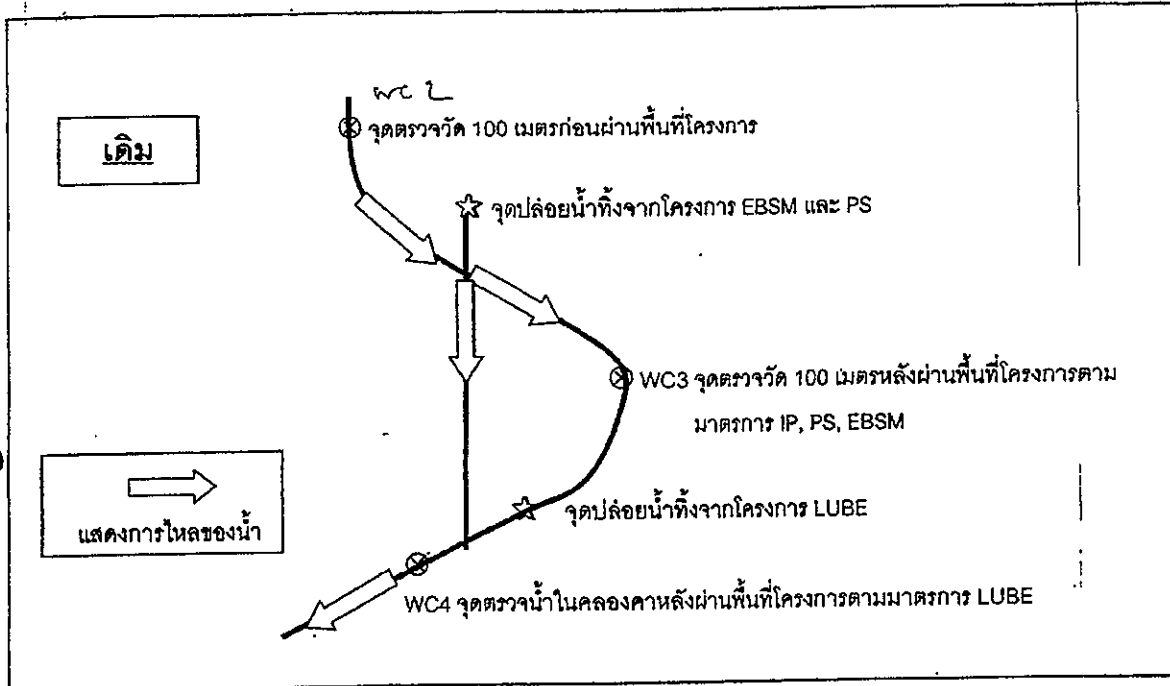 wc 2
เดิม
จุดตรวจวัด 100 เมตรก่อนผ่านพื้นที่โครงการ
จุดปล่อยน้ำทิ้งจากโครงการ EBSM และ PS
WC3 จุดตรวจวัด 100 เมตรหลังผ่านพื้นที่โครงการตาม
มาตรการ IP, PS, EBSM
จุดปล่อยน้ำทิ้งจากโครงการ LUBE
แสดงการไหลของน้ำ
WC4 จุดตรวจน้ำในคลองคาหลังผ่านพื้นที่โครงการตามมาตรการ LUBE